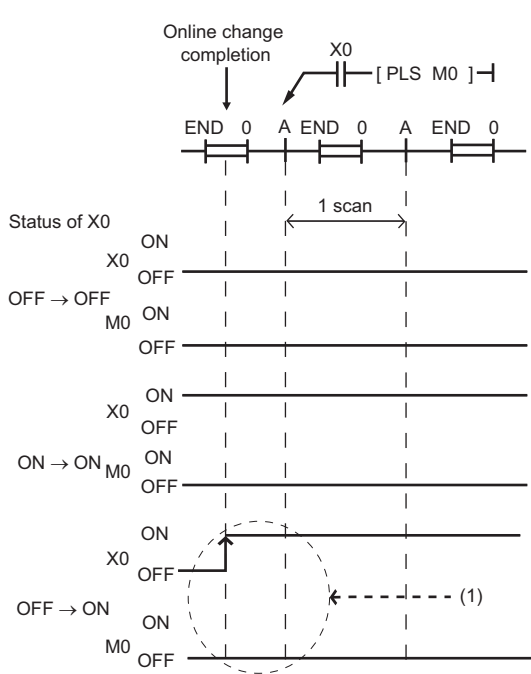 Online change
completion
X0
[ PLS M0 ]
END 0 A END 0 A END 0
1 scan
Status of X0
ON
X0
OFF
OFF → OFF
ON
M0
OFF
ON
X0
OFF
ON → ON
ON
M0
OFF
ON
X0
OFF
(1)
OFF → ON
ON
M0
OFF